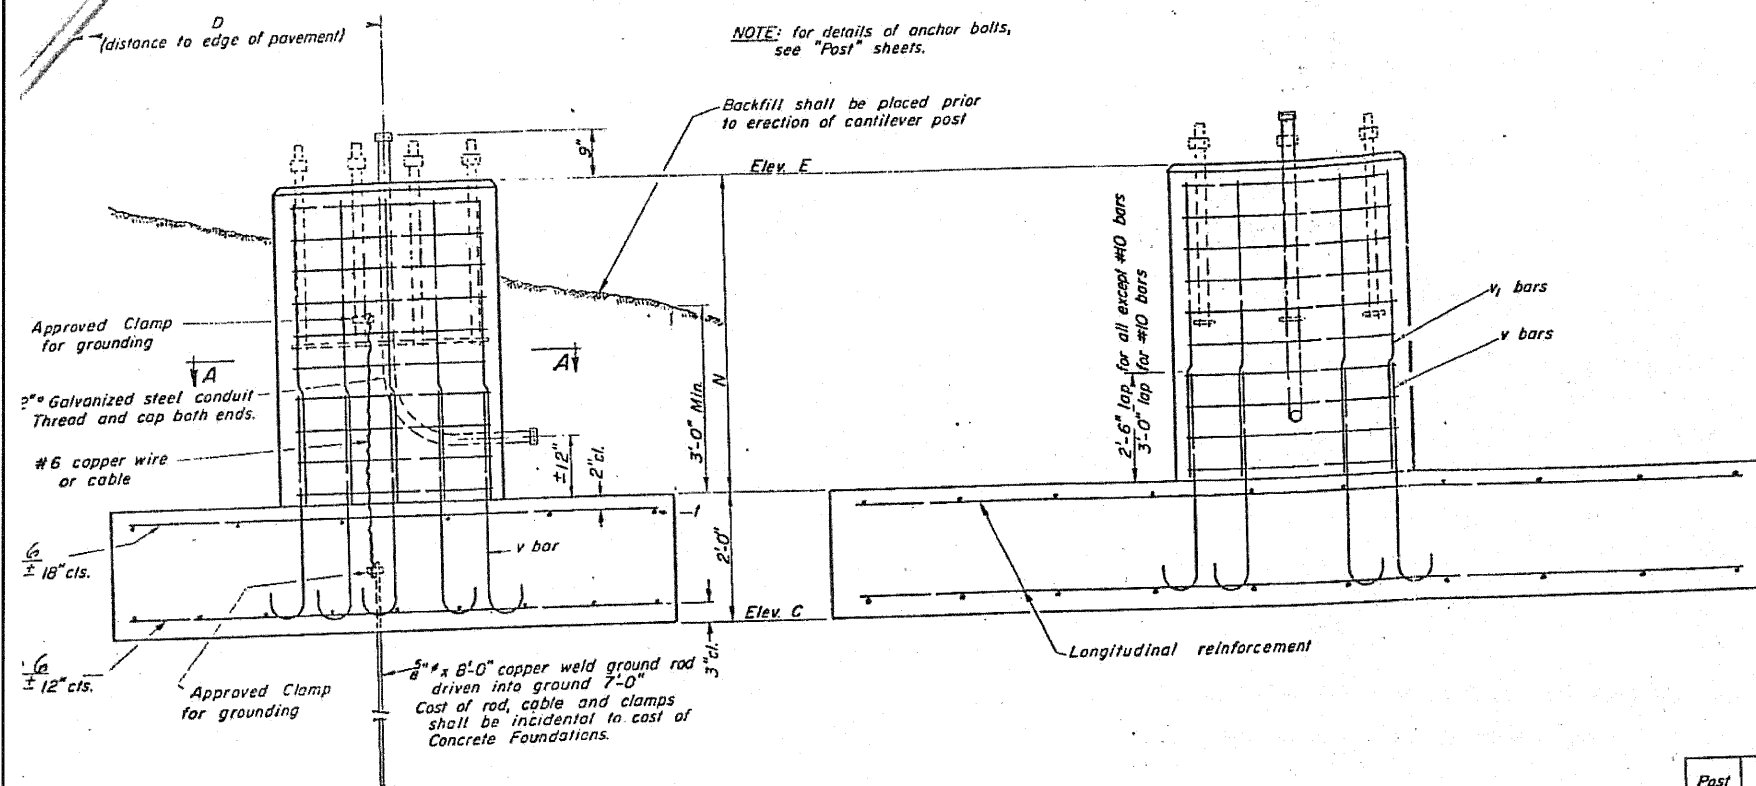 D
(distance to edge of pavement)
NOTE: for details of anchor bolts,
see "Post" sheets.
Backfill shall be placed prior
to erection of cantilever post
9"
Elev. E
Approved Clamp
for grounding
A
A
2"ø Galvanized steel conduit
Thread and cap both ends.
#6 copper wire
or cable
±12"
2"cl.
3'-0" Min.
N
2'-6" lap for all except #10 bars
3'-0" lap for #10 bars
v₁ bars
v bars
6
± 18"cts.
v bar
2'-0"
Elev. C
3"cl.
6
± 12"cts.
Approved Clamp
for grounding
5/8"ø x 8'-0" copper weld ground rod
driven into ground 7'-0"
Cost of rod, cable and clamps
shall be incidental to cost of
Concrete Foundations.
Longitudinal reinforcement
Post